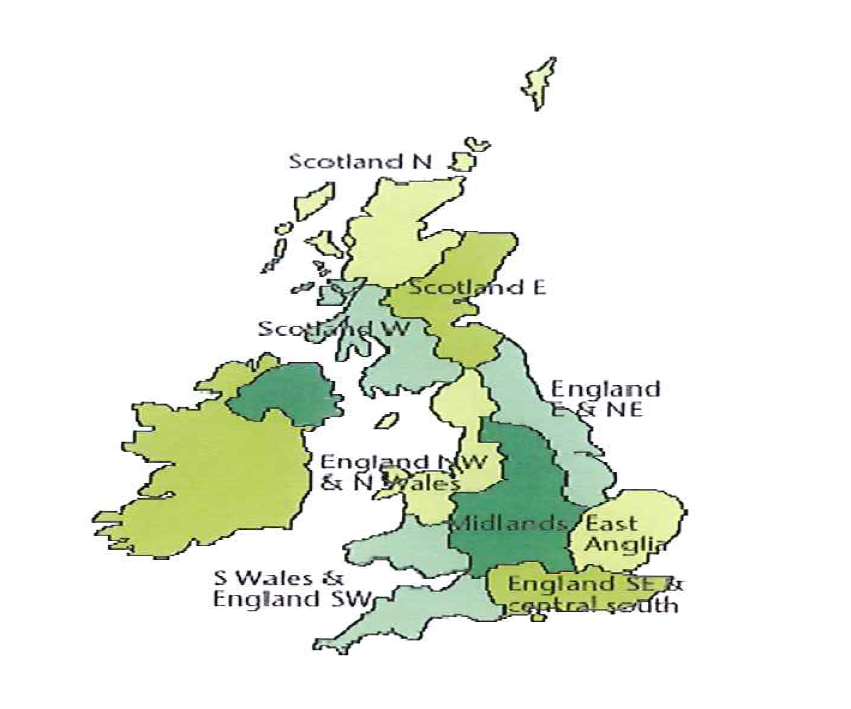 Scotland N
Scotland E
Scotland W
England
E & NE
England NW
& N Wales
Midlands
East
Anglia
S Wales &
England SW
England SE &
central south